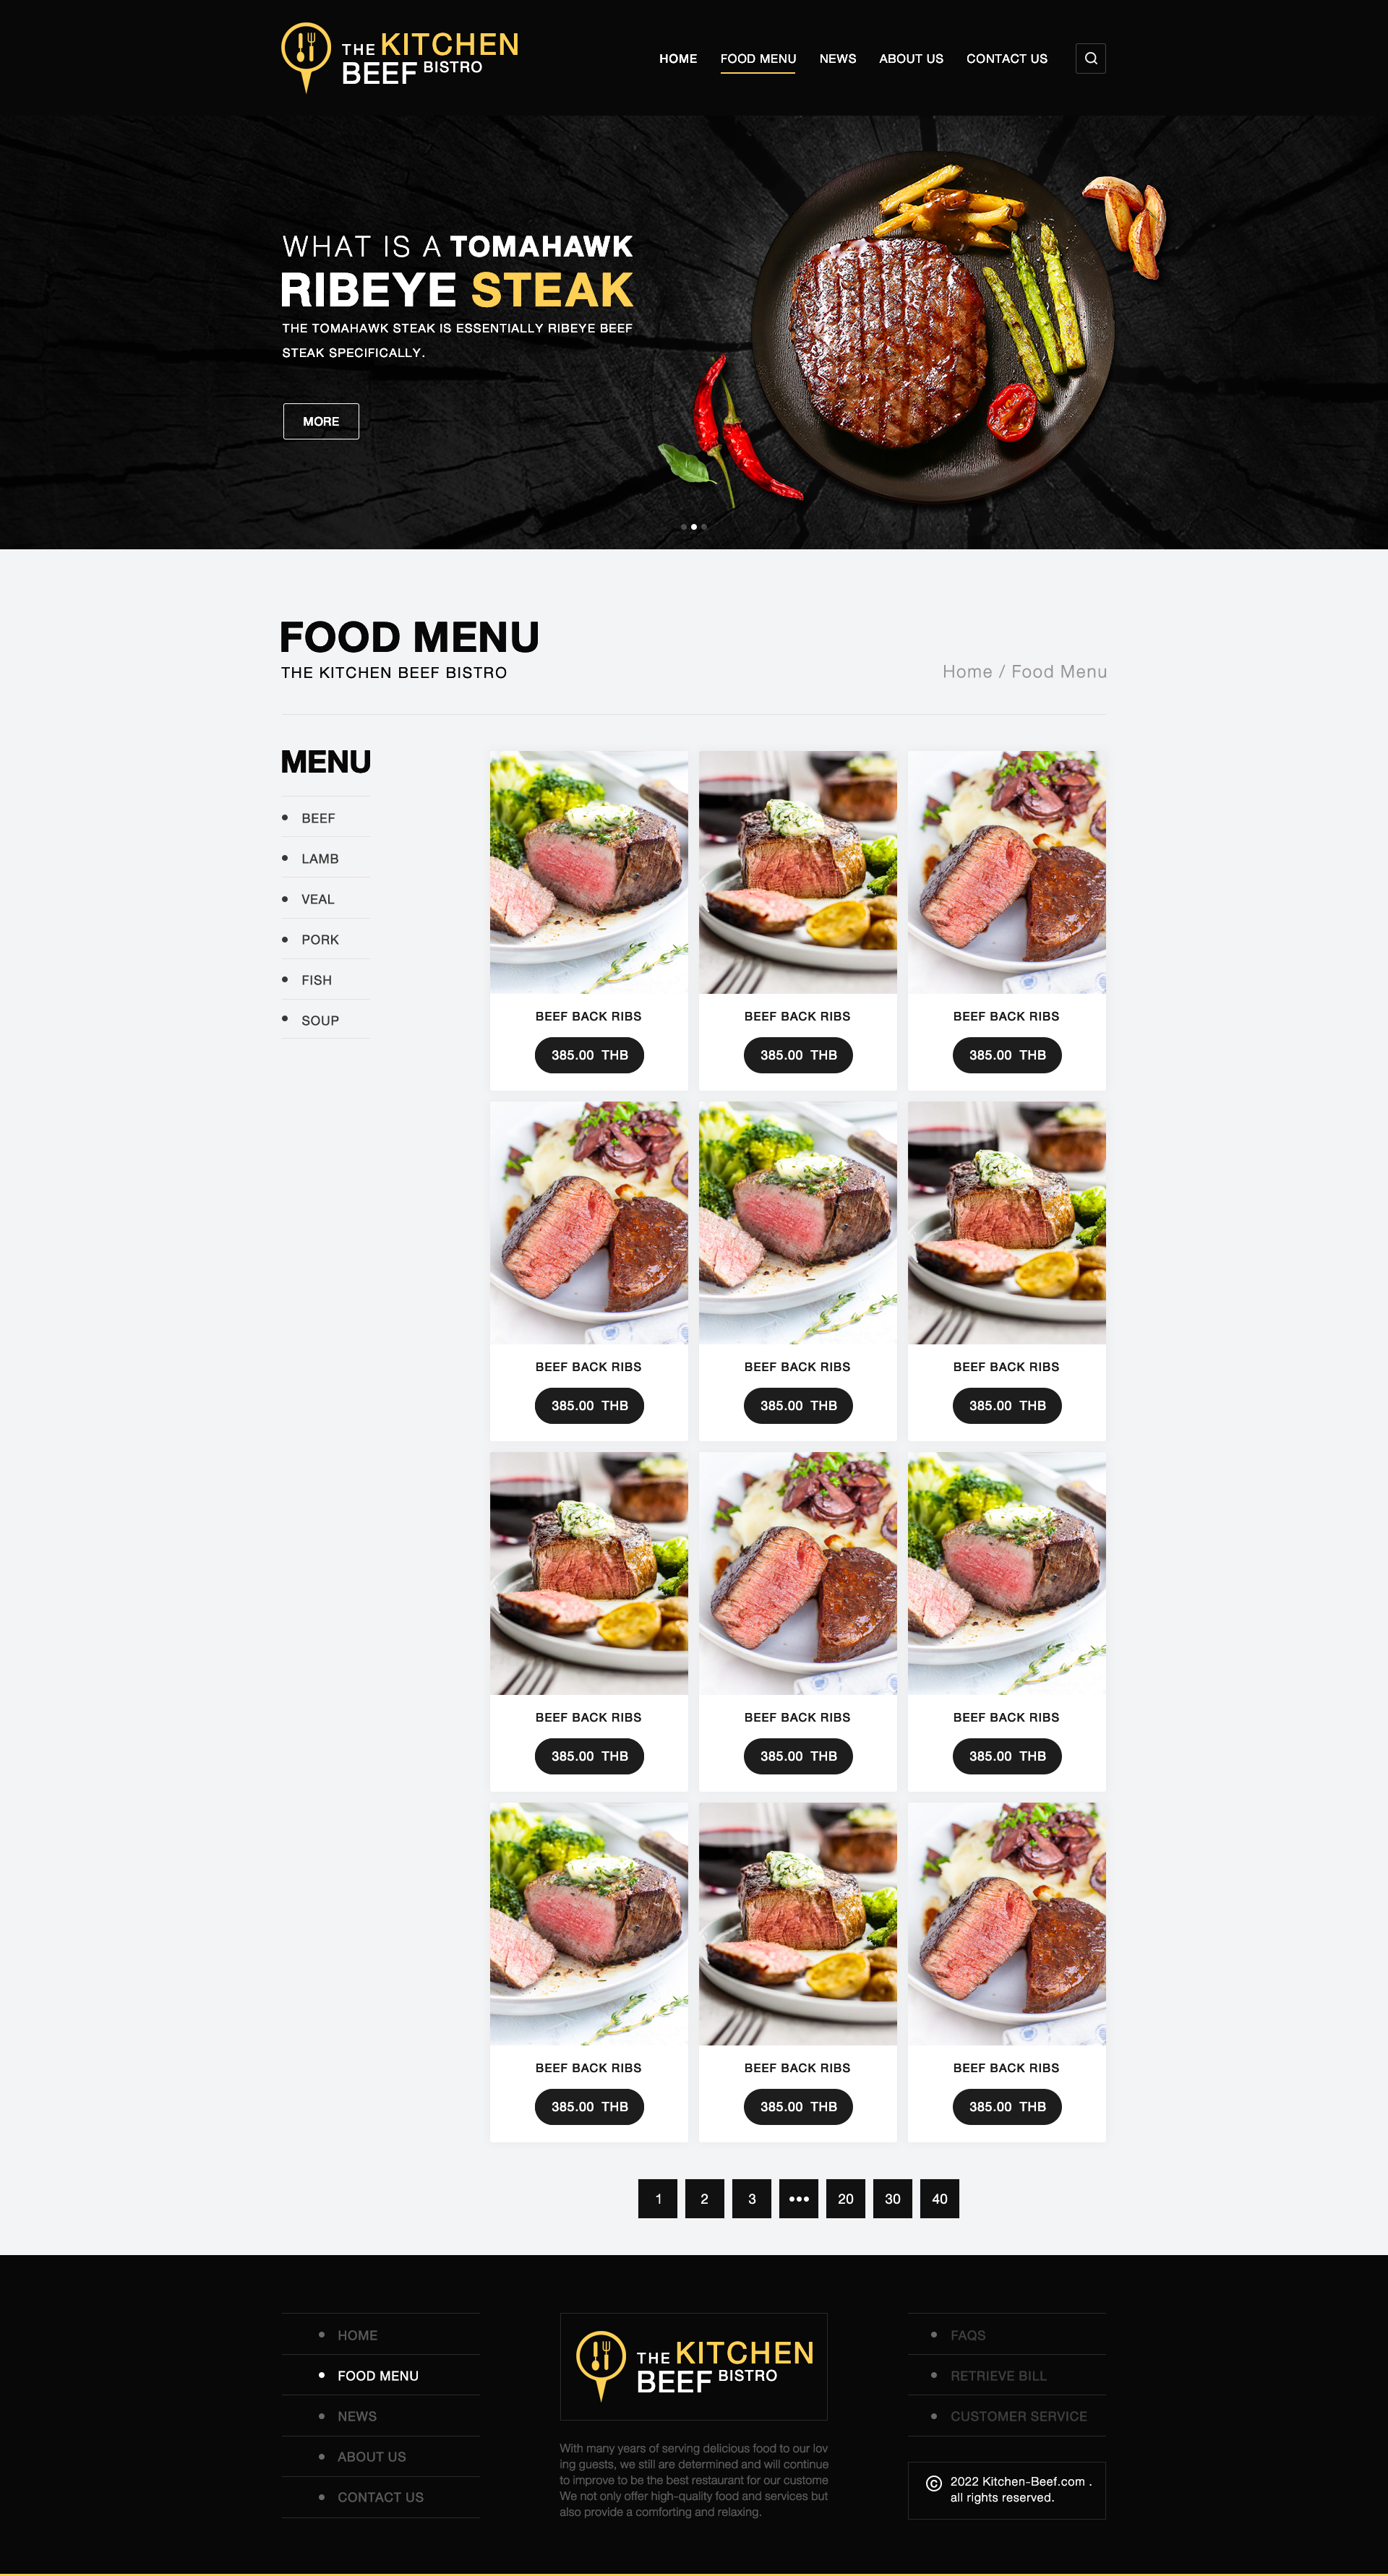 THE KITCHEN
BEEF BISTRO
HOME
FOOD MENU
NEWS
ABOUT US
CONTACT US
WHAT IS A TOMAHAWK
RIBEYE STEAK
THE TOMAHAWK STEAK IS ESSENTIALLY RIBEYE BEEF
STEAK SPECIFICALLY.
MORE
FOOD MENU
THE KITCHEN BEEF BISTRO
Home / Food Menu
MENU
BEEF
LAMB
VEAL
PORK
FISH
SOUP
BEEF BACK RIBS
385.00 THB
BEEF BACK RIBS
385.00 THB
BEEF BACK RIBS
385.00 THB
BEEF BACK RIBS
385.00 THB
BEEF BACK RIBS
385.00 THB
BEEF BACK RIBS
385.00 THB
BEEF BACK RIBS
385.00 THB
BEEF BACK RIBS
385.00 THB
BEEF BACK RIBS
385.00 THB
BEEF BACK RIBS
385.00 THB
BEEF BACK RIBS
385.00 THB
BEEF BACK RIBS
385.00 THB
1
2
3
•••
20
30
40
HOME
FOOD MENU
NEWS
ABOUT US
CONTACT US
THE KITCHEN
BEEF BISTRO
With many years of serving delicious food to our lov
ing guests, we still are determined and will continue
to improve to be the best restaurant for our custome
We not only offer high-quality food and services but
also provide a comforting and relaxing.
FAQS
RETRIEVE BILL
CUSTOMER SERVICE
© 2022 Kitchen-Beef.com .
all rights reserved.